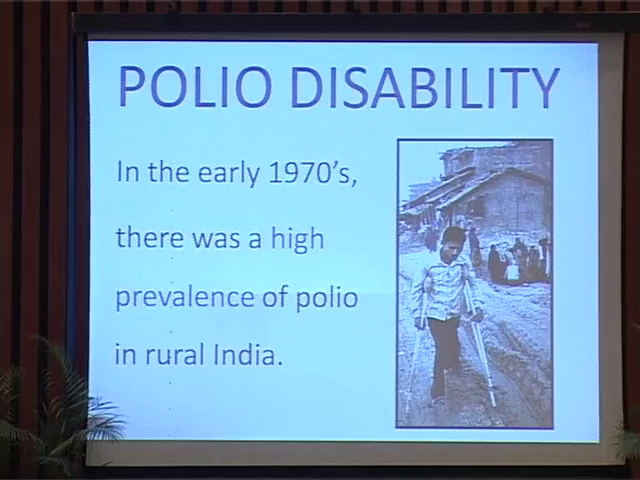 POLIO DISABILITY
In the early 1970's,
there was a high
prevalence of polio
in rural India.